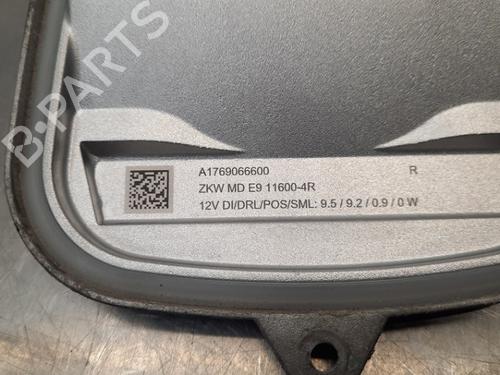 B-PARTS
A1769066600 R
ZKW MD E9 11600-4R
12V DI/DRL/POS/SML: 9.5 / 9.2 / 0.9 / 0 W